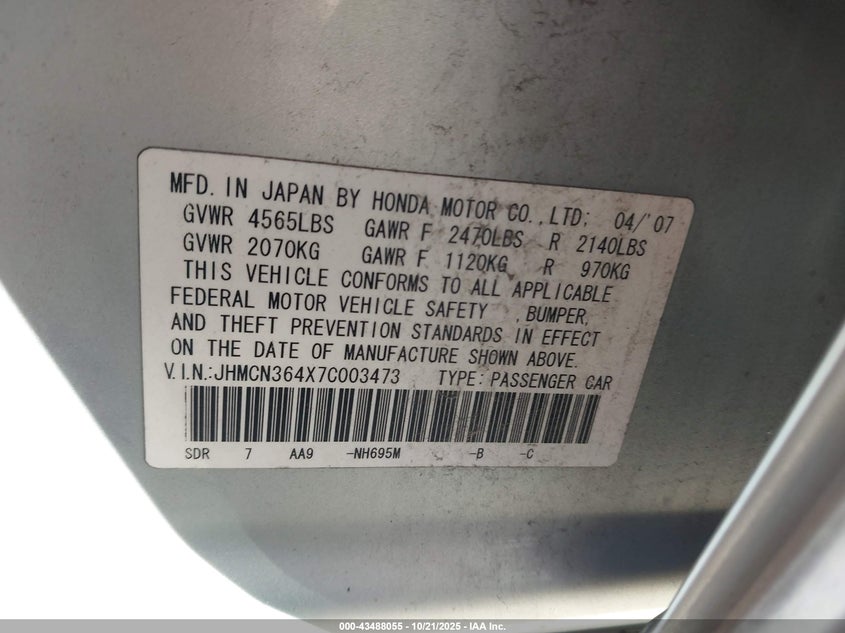 MFD. IN JAPAN BY HONDA MOTOR CO.,LTD; 04/'07
GVWR 4565LBS GAWR F 2470LBS R 2140LBS
GVWR 2070KG GAWR F 1120KG R 970KG
THIS VEHICLE CONFORMS TO ALL APPLICABLE
FEDERAL MOTOR VEHICLE SAFETY , BUMPER,
AND THEFT PREVENTION STANDARDS IN EFFECT
ON THE DATE OF MANUFACTURE SHOWN ABOVE.
V.I.N.:JHMCN364X7C003473 TYPE: PASSENGER CAR
SDR 7 AA9 -NH695M -B -C
000-43488055 - 10/21/2025 - IAA Inc.